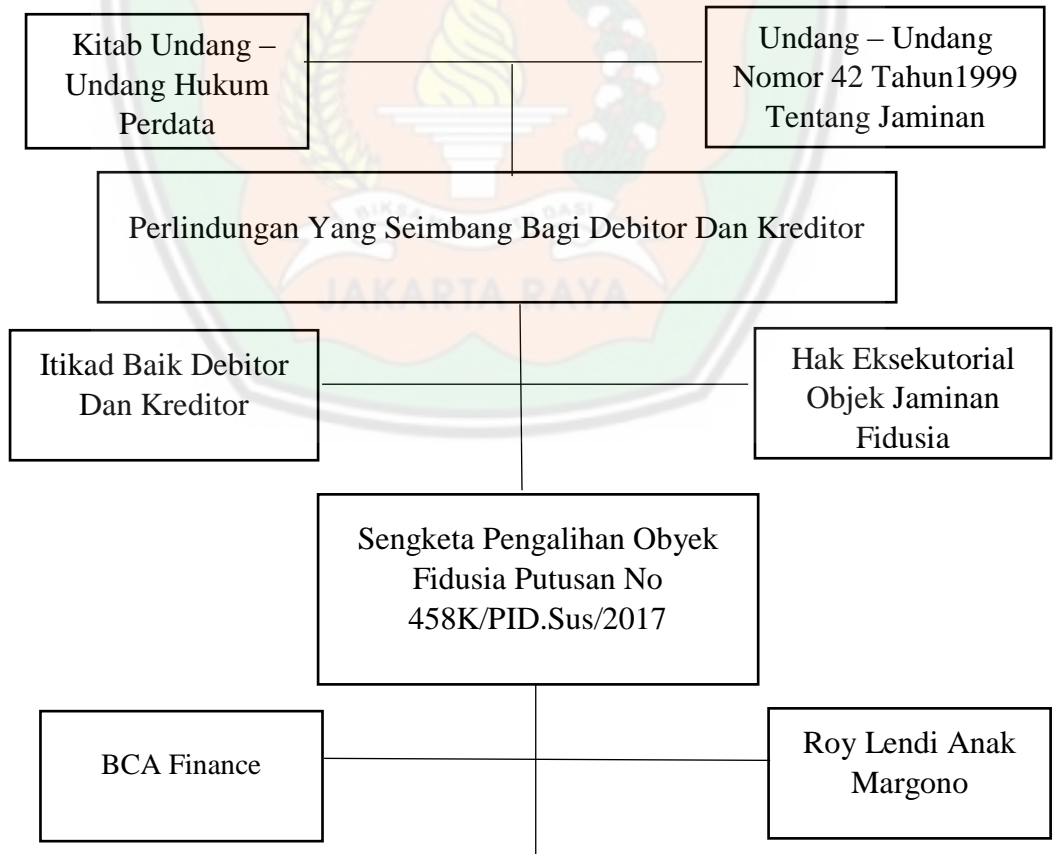 Kitab Undang –
Undang Hukum
Perdata
Undang – Undang
Nomor 42 Tahun1999
Tentang Jaminan
Perlindungan Yang Seimbang Bagi Debitor Dan Kreditor
JAKARTA RAYA
Itikad Baik Debitor
Dan Kreditor
Hak Eksekutorial
Objek Jaminan
Fidusia
Sengketa Pengalihan Obyek
Fidusia Putusan No
458K/PID.Sus/2017
BCA Finance
Roy Lendi Anak
Margono